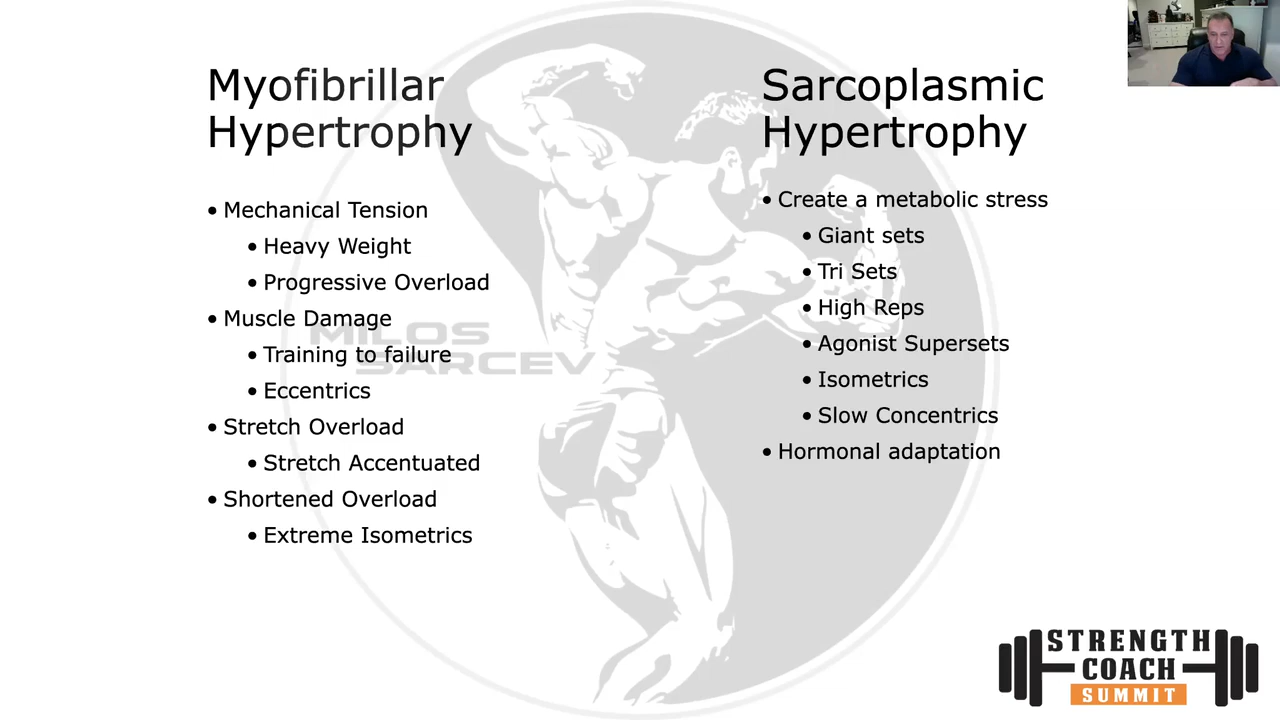 Myofibrillar
Hypertrophy
• Mechanical Tension
• Heavy Weight
• Progressive Overload
• Muscle Damage
• Training to failure
• Eccentrics
• Stretch Overload
• Stretch Accentuated
• Shortened Overload
• Extreme Isometrics
Sarcoplasmic
Hypertrophy
• Create a metabolic stress
• Giant sets
• Tri Sets
• High Reps
• Agonist Supersets
• Isometrics
• Slow Concentrics
• Hormonal adaptation
MILOS
SARCEV
STRENGTH
COACH
SUMMIT